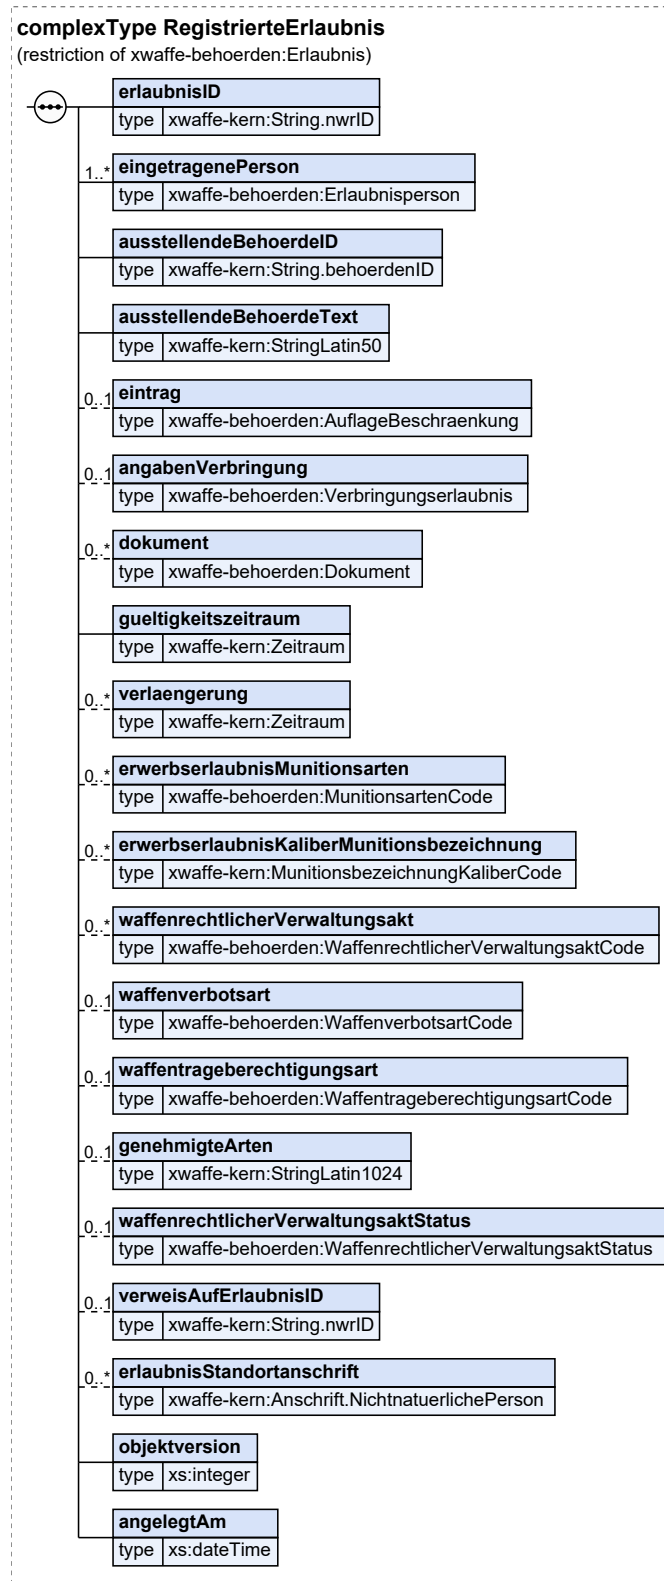 complexType RegistrierteErlaubnis
(restriction of xwaffe-behoerden:Erlaubnis)
erlaubnisID
type xwaffe-kern:String.nwrID
1..* eingetragenePerson
type xwaffe-behoerden:Erlaubnisperson
ausstellendeBehoerdeID
type xwaffe-kern:String.behoerdenID
ausstellendeBehoerdeText
type xwaffe-kern:StringLatin50
0..1 eintrag
type xwaffe-behoerden:AuflageBeschraenkung
0..1 angabenVerbringung
type xwaffe-behoerden:Verbringungserlaubnis
0..* dokument
type xwaffe-behoerden:Dokument
gueltigkeitszeitraum
type xwaffe-kern:Zeitraum
0..* verlaengerung
type xwaffe-kern:Zeitraum
0..* erwerbserlaubnisMunitionsarten
type xwaffe-behoerden:MunitionsartenCode
0..* erwerbserlaubnisKaliberMunitionsbezeichnung
type xwaffe-kern:MunitionsbezeichnungKaliberCode
0..* waffenrechtlicherVerwaltungsakt
type xwaffe-behoerden:WaffenrechtlicherVerwaltungsaktCode
0..1 waffenverbotsart
type xwaffe-behoerden:WaffenverbotsartCode
0..1 waffentrageberechtigungsart
type xwaffe-behoerden:WaffentrageberechtigungsartCode
0..1 genehmigteArten
type xwaffe-kern:StringLatin1024
0..1 waffenrechtlicherVerwaltungsaktStatus
type xwaffe-behoerden:WaffenrechtlicherVerwaltungsaktStatus
0..1 verweisAufErlaubnisID
type xwaffe-kern:String.nwrID
0..* erlaubnisStandortanschrift
type xwaffe-kern:Anschrift.NichtnatuerlichePerson
objektversion
type xs:integer
angelegtAm
type xs:dateTime